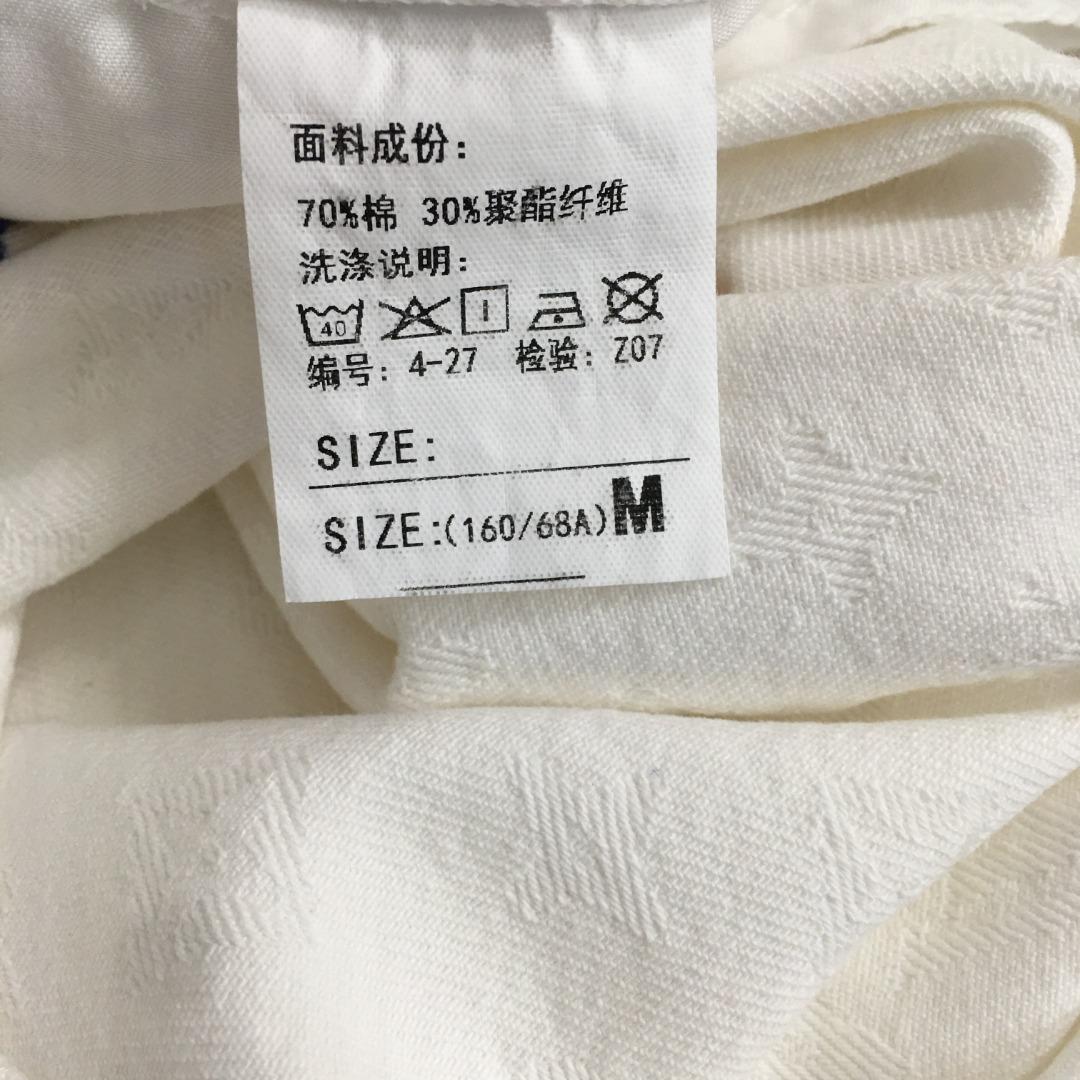 面料成份：
70%棉 30%聚酯纤维
洗涤说明：
40
编号：4-27 检验：Z07
SIZE:
SIZE:(160/68A)M